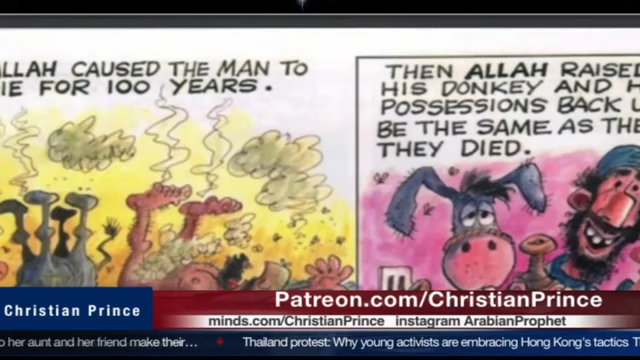 ALLAH CAUSED THE MAN TO
IE FOR 100 YEARS.
THEN ALLAH RAISED
HIS DONKEY AND H
POSSESSIONS BACK
BE THE SAME AS THE
THEY DIED.
Christian Prince
Patreon.com/ChristianPrince
minds.com/ChristianPrince instagram ArabianProphet
o her aunt and her friend make their… Thailand protest: Why young activists are embracing Hong Kong's tactics